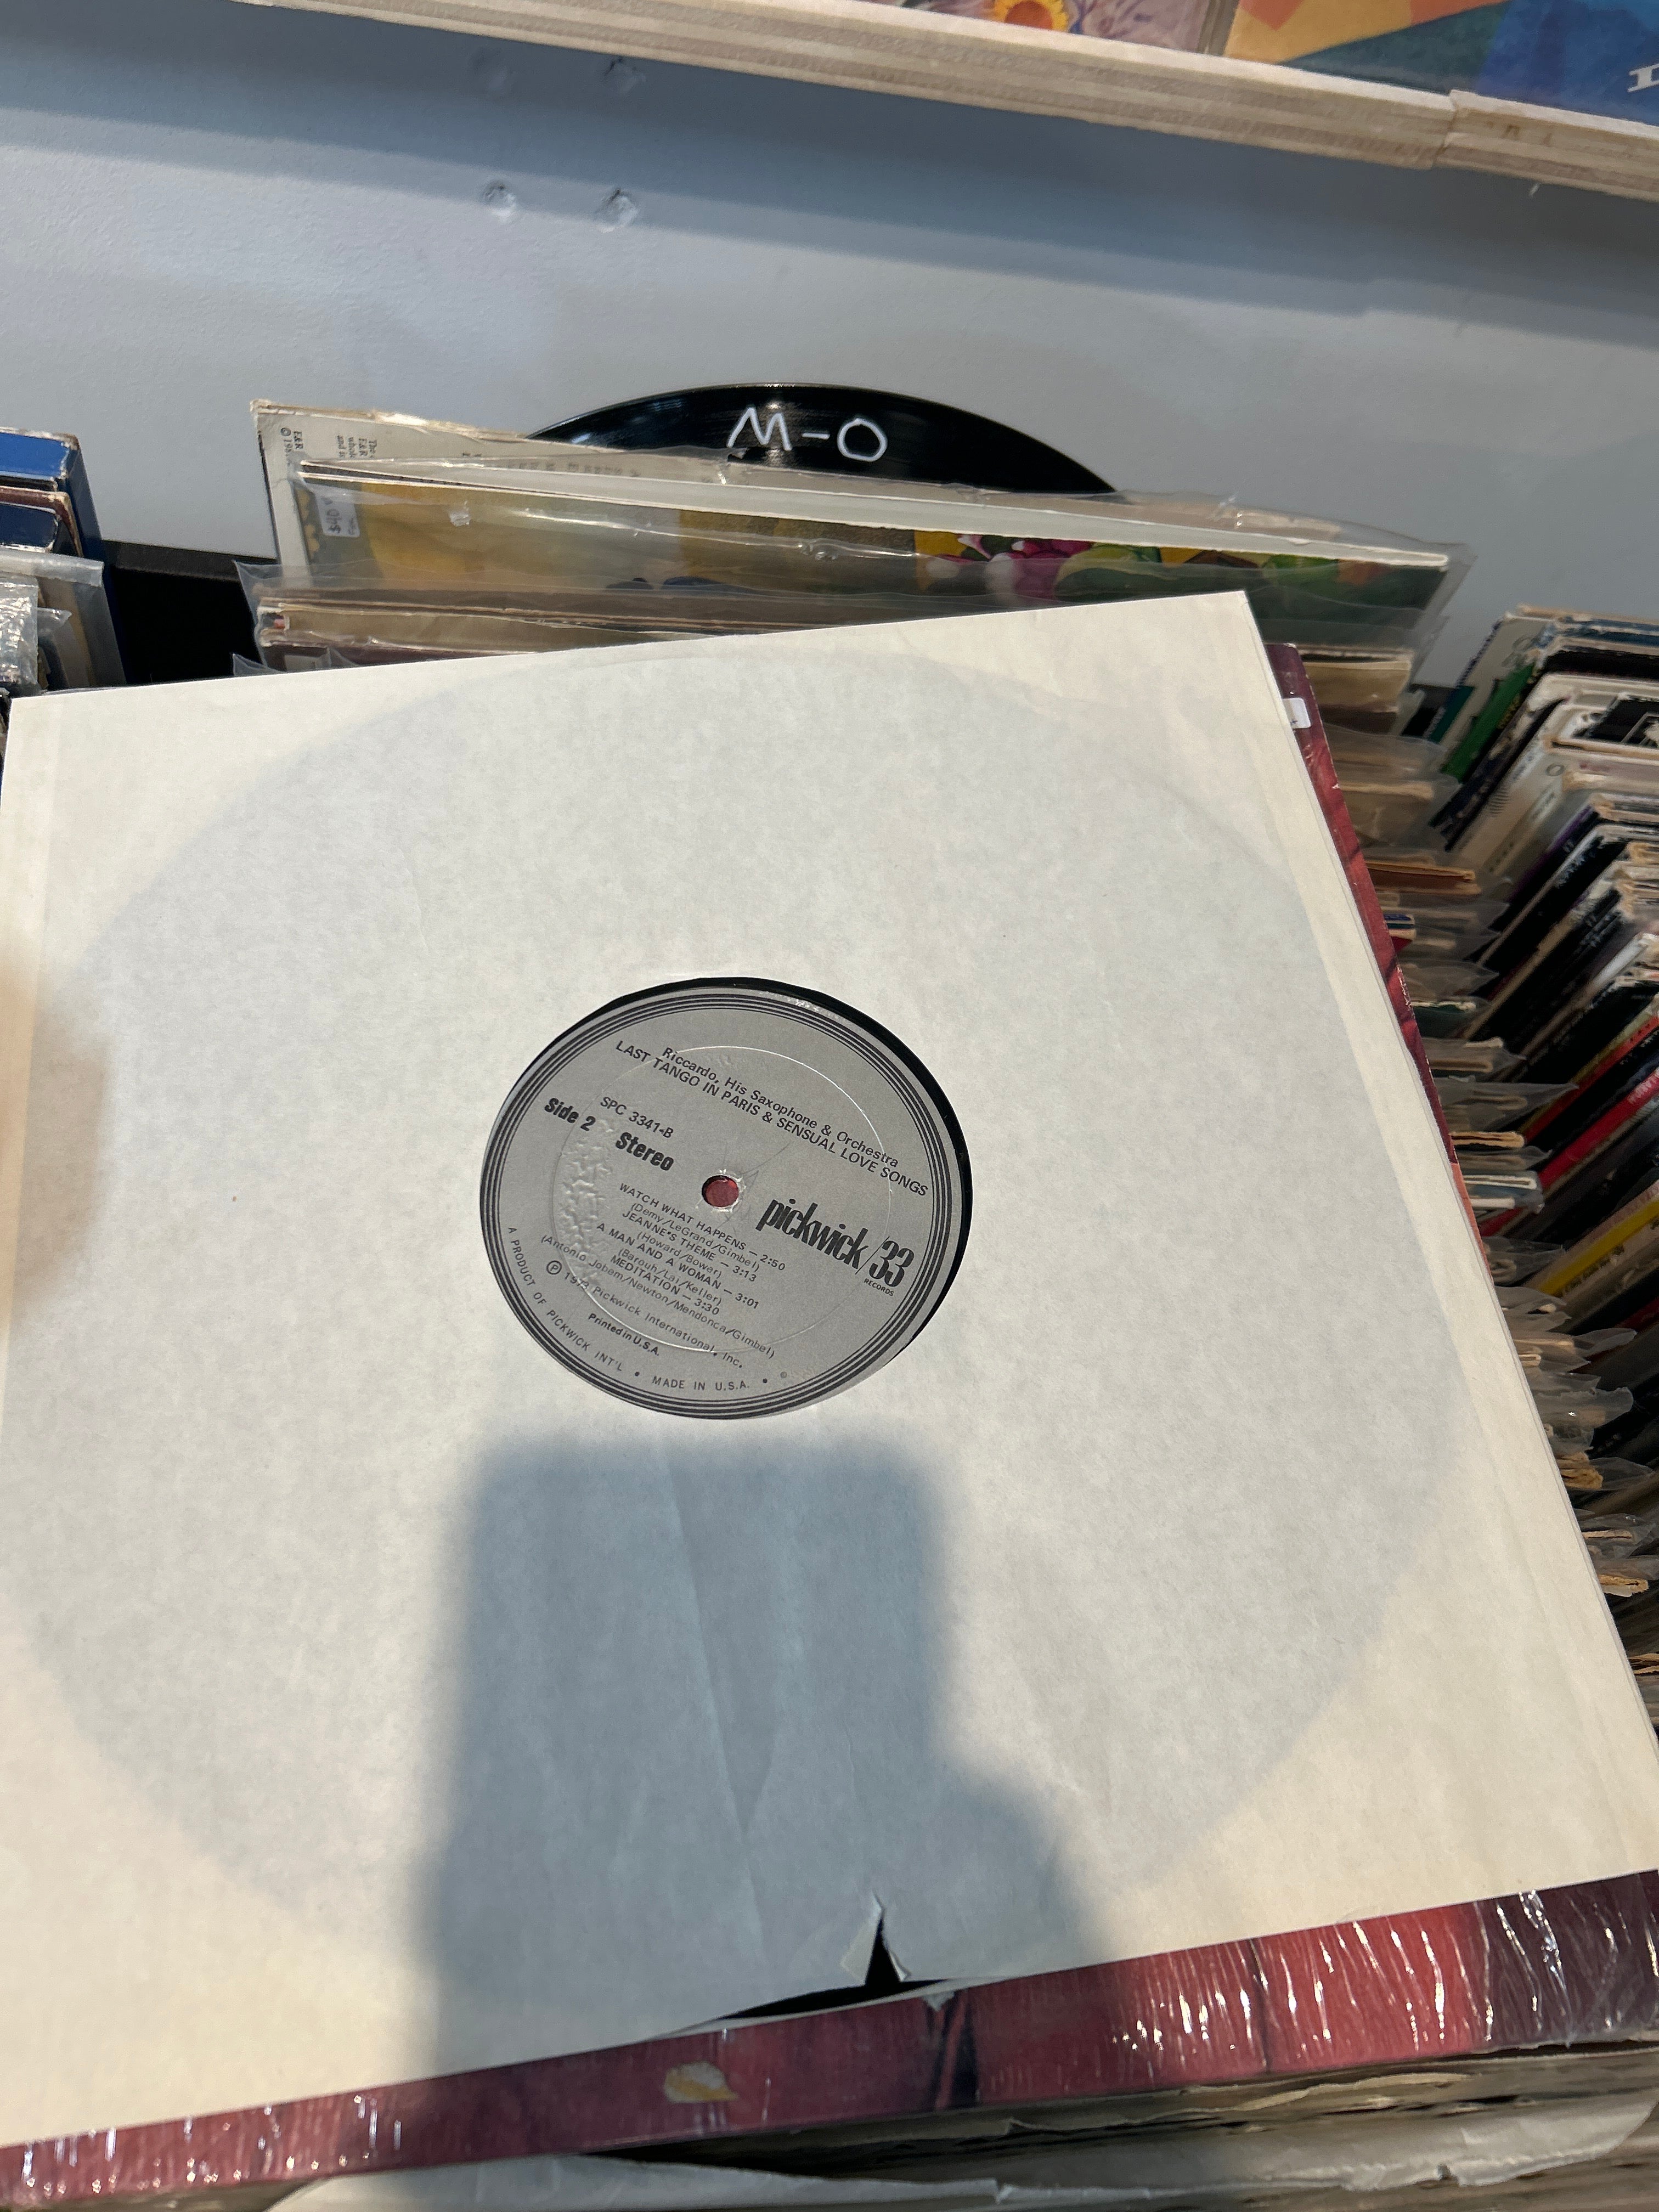 M-O
$40
Riccardo, His Saxophone & Orchestra
LAST TANGO IN PARIS & SENSUAL LOVE SONGS
SPC 3341-B
Side 2
Stereo
pickwick/33
RECORDS
WATCH WHAT HAPPENS — 2:50
(Demy/LeGrand/Gimbel)
JEANNE'S THEME — 3:13
(Howard/Bower)
A MAN AND A WOMAN — 3:01
(Barouh/Lai/Keller)
MEDITATION — 3:30
(Antonio Jobam/Newton/Mendonca/Gimbel)
℗ 1973 Pickwick International, Inc.
Printed in U.S.A.
A PRODUCT OF PICKWICK INT'L • MADE IN U.S.A. •